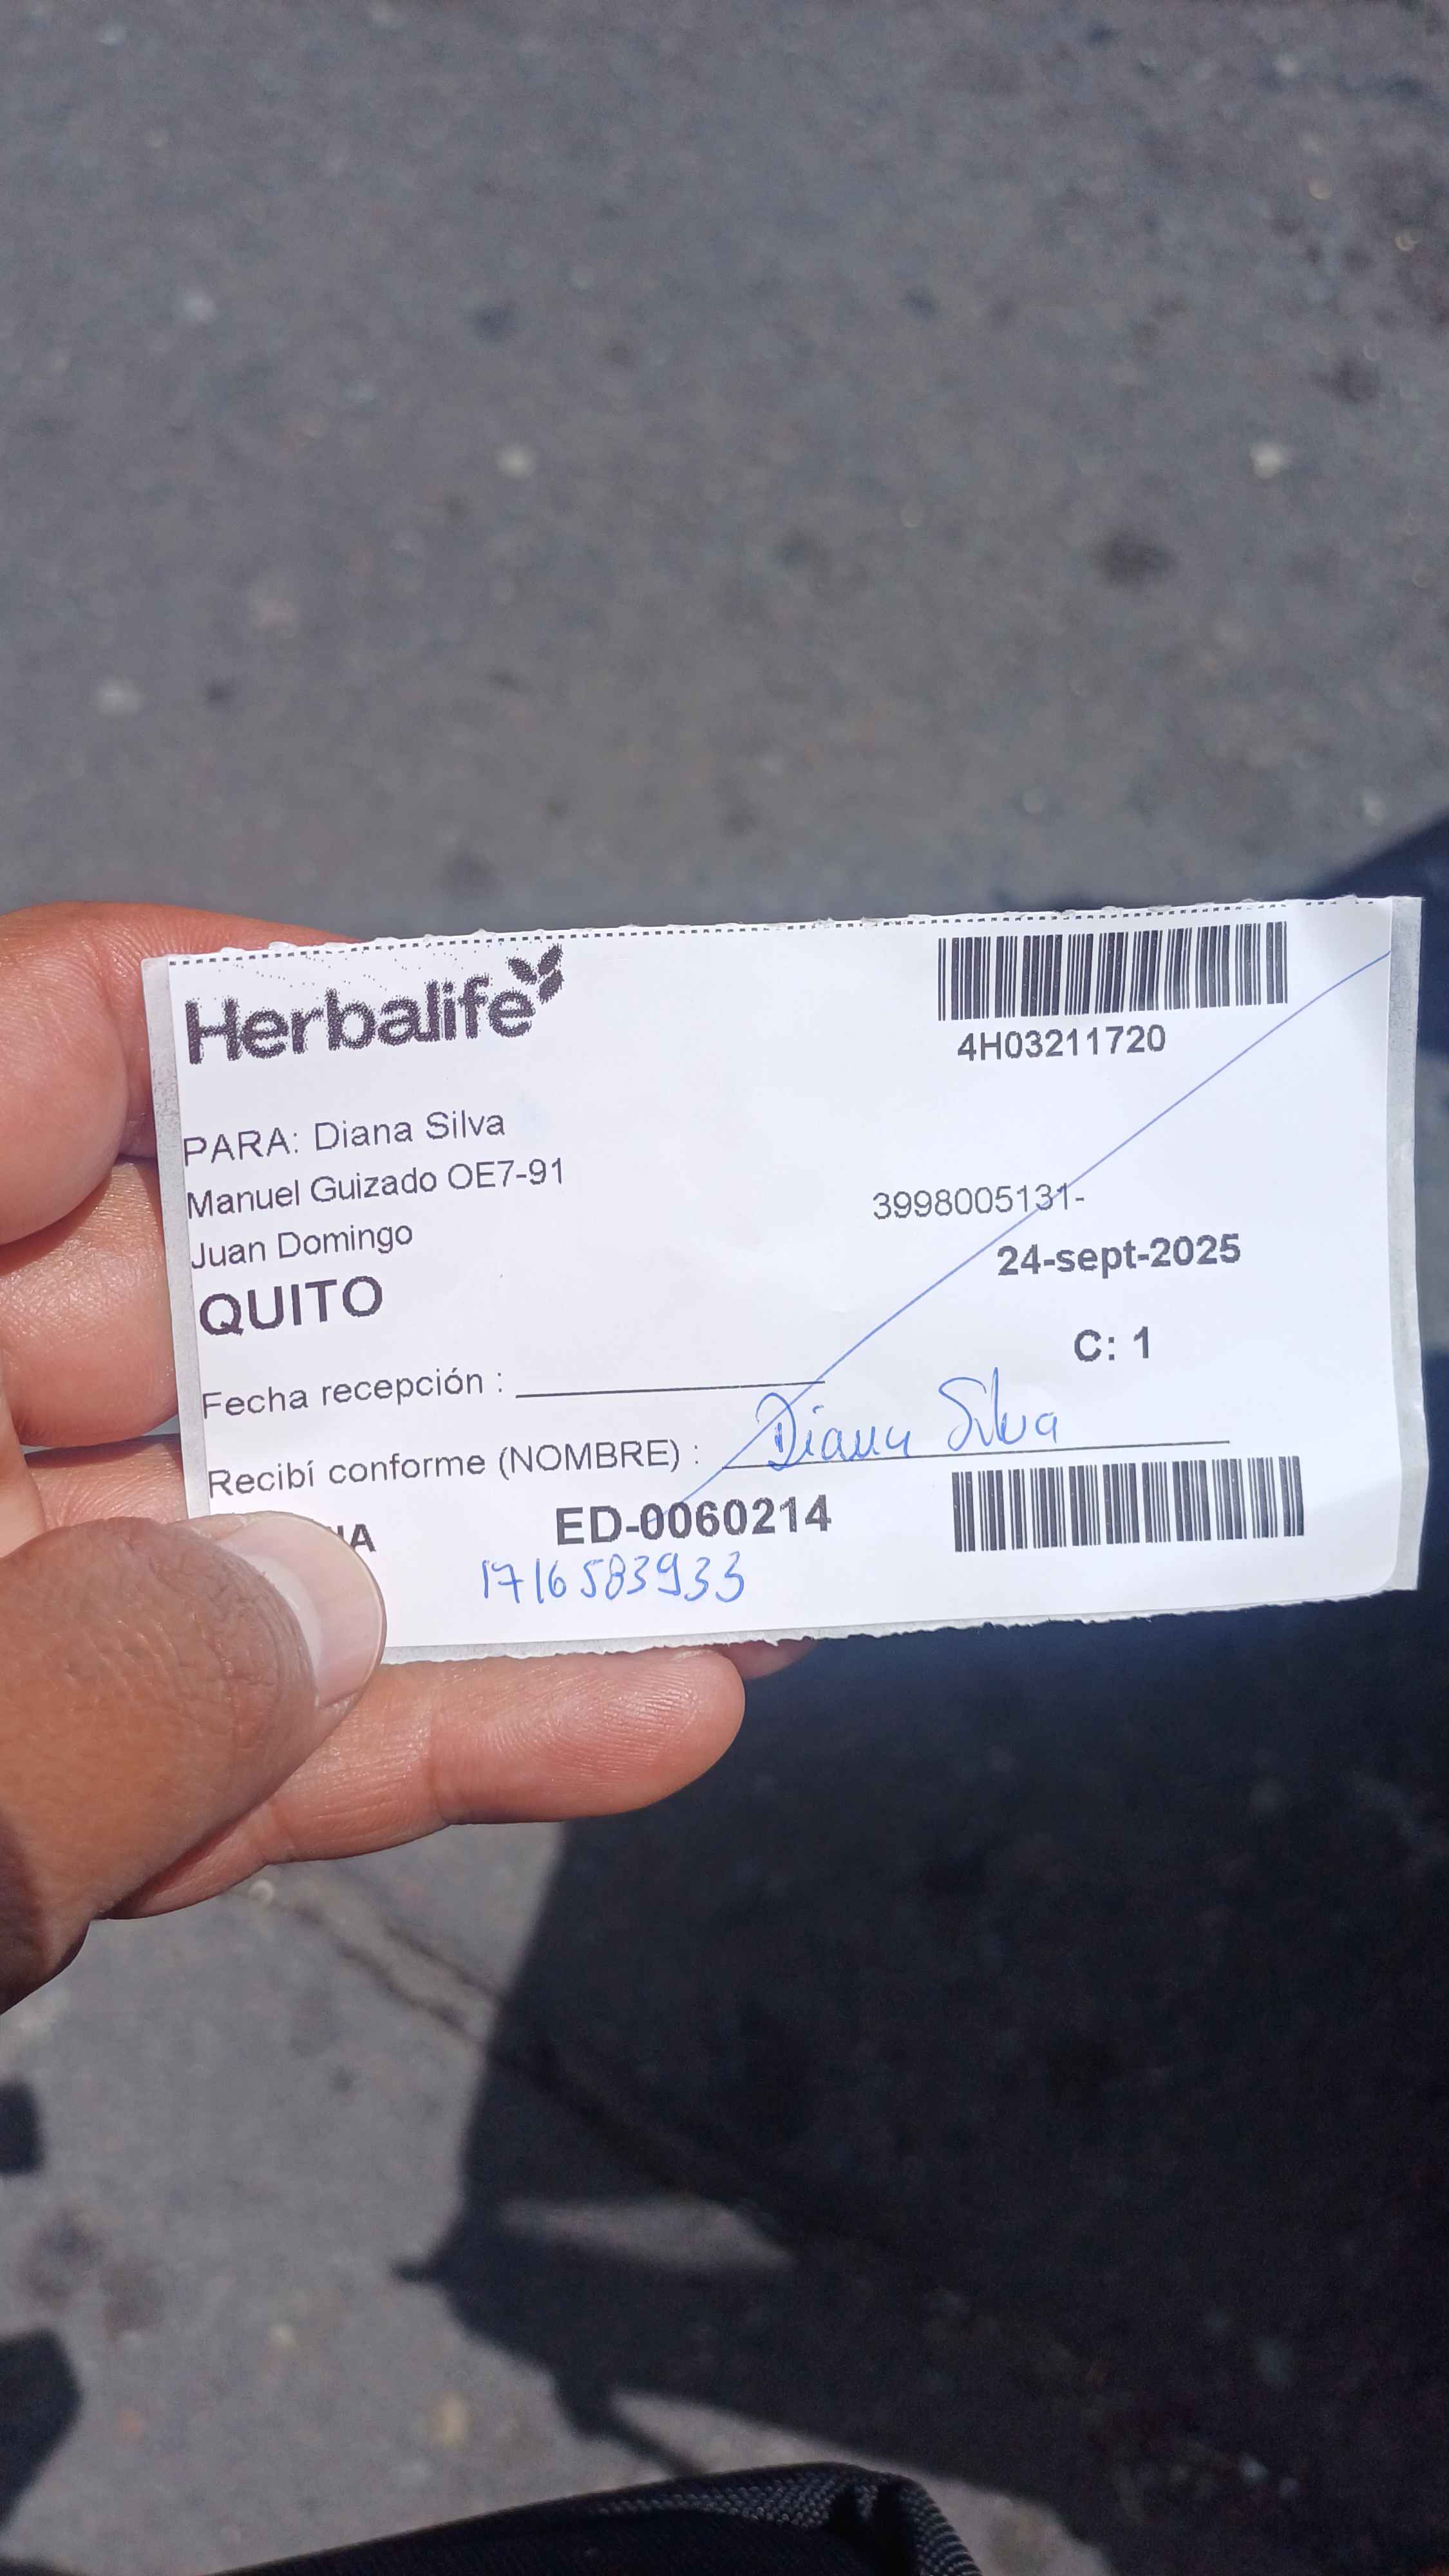 Herbalife
4H03211720
PARA: Diana Silva
Manuel Guizado OE7-91
Juan Domingo
QUITO
3998005131-
24-sept-2025
C: 1
Fecha recepción :
Recibí conforme (NOMBRE) : Diana Silva
ED-0060214
1716583933